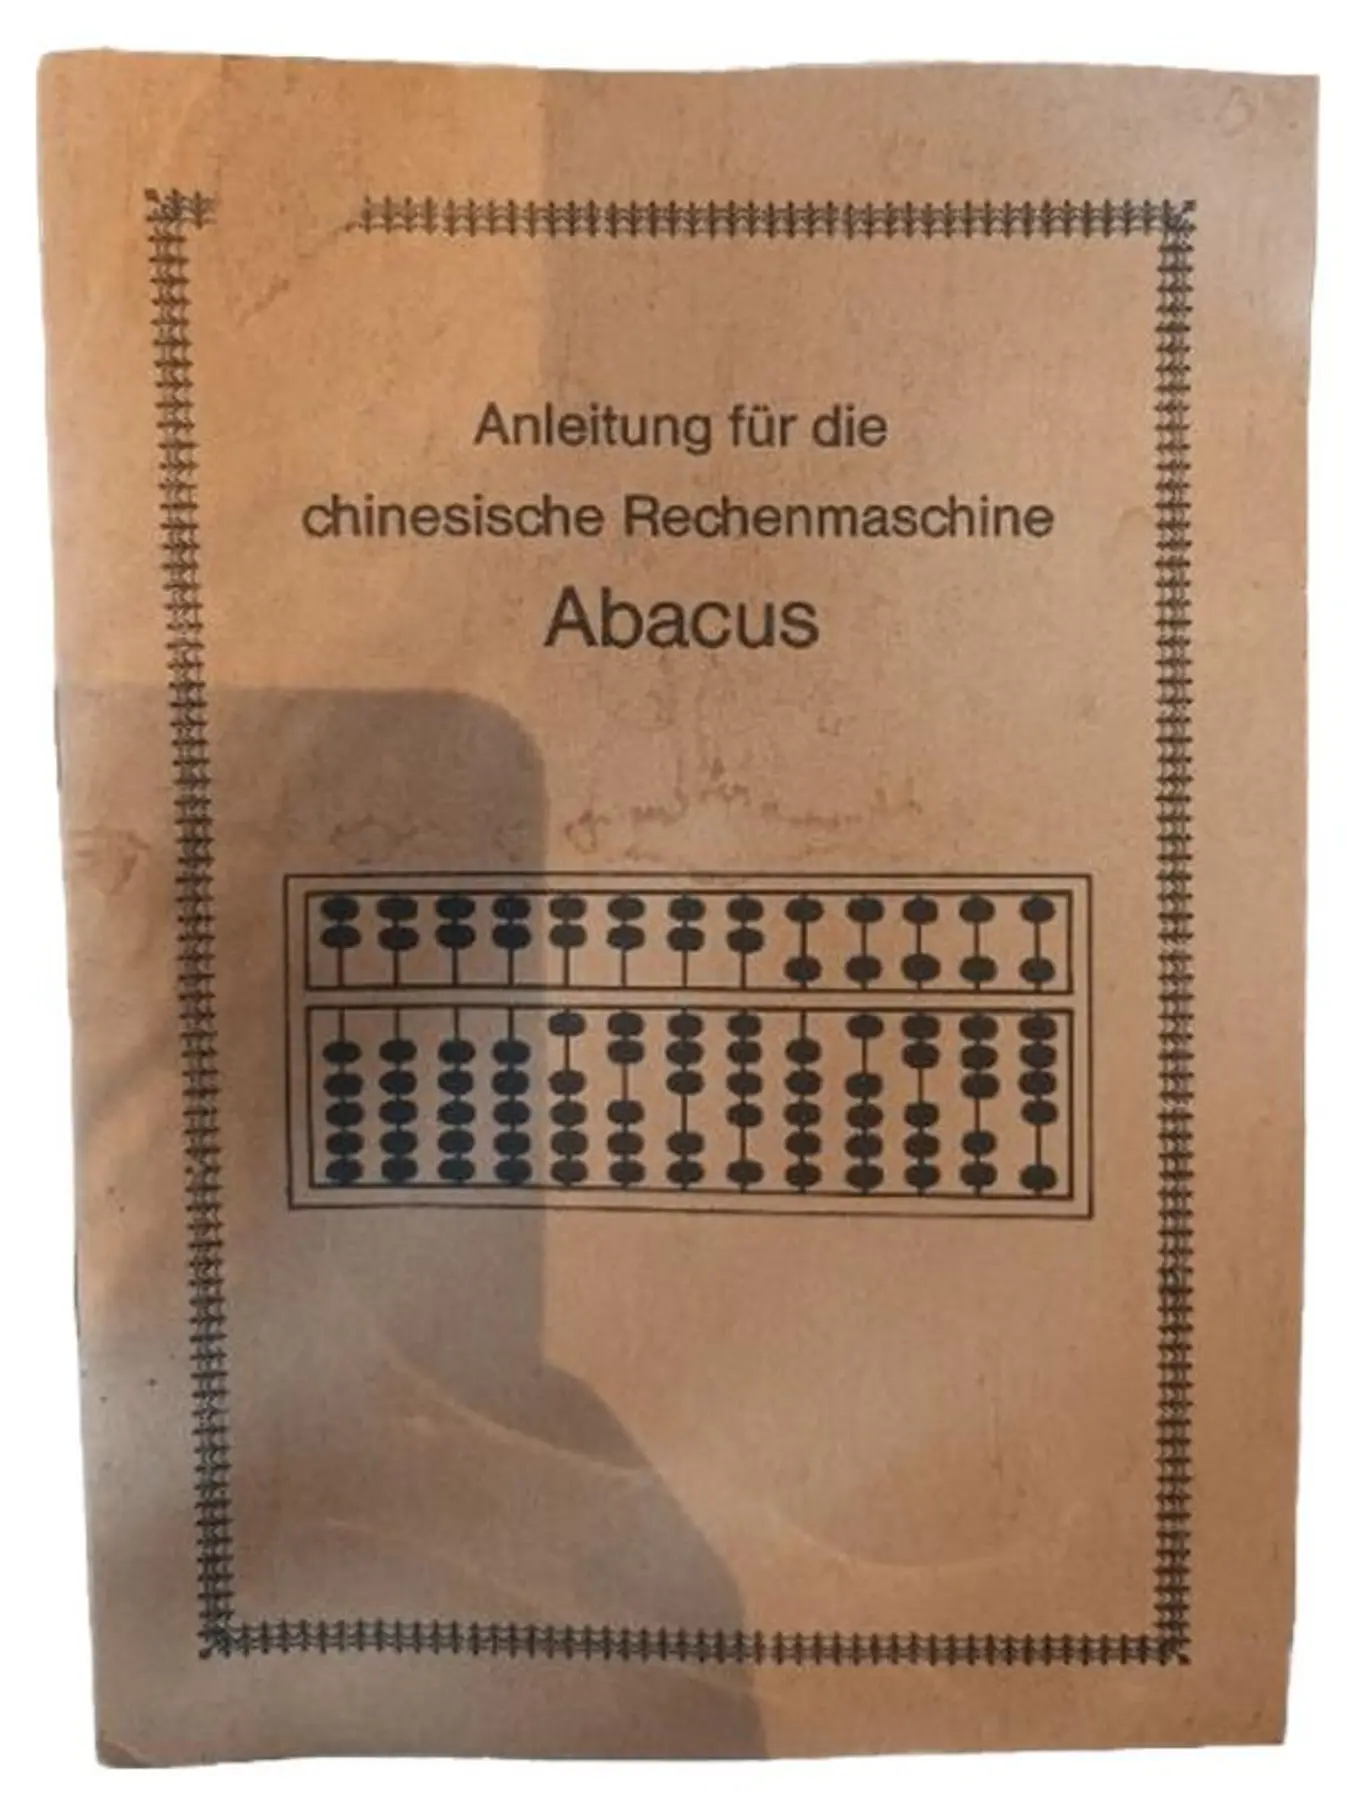 Anleitung für die
chinesische Rechenmaschine
Abacus